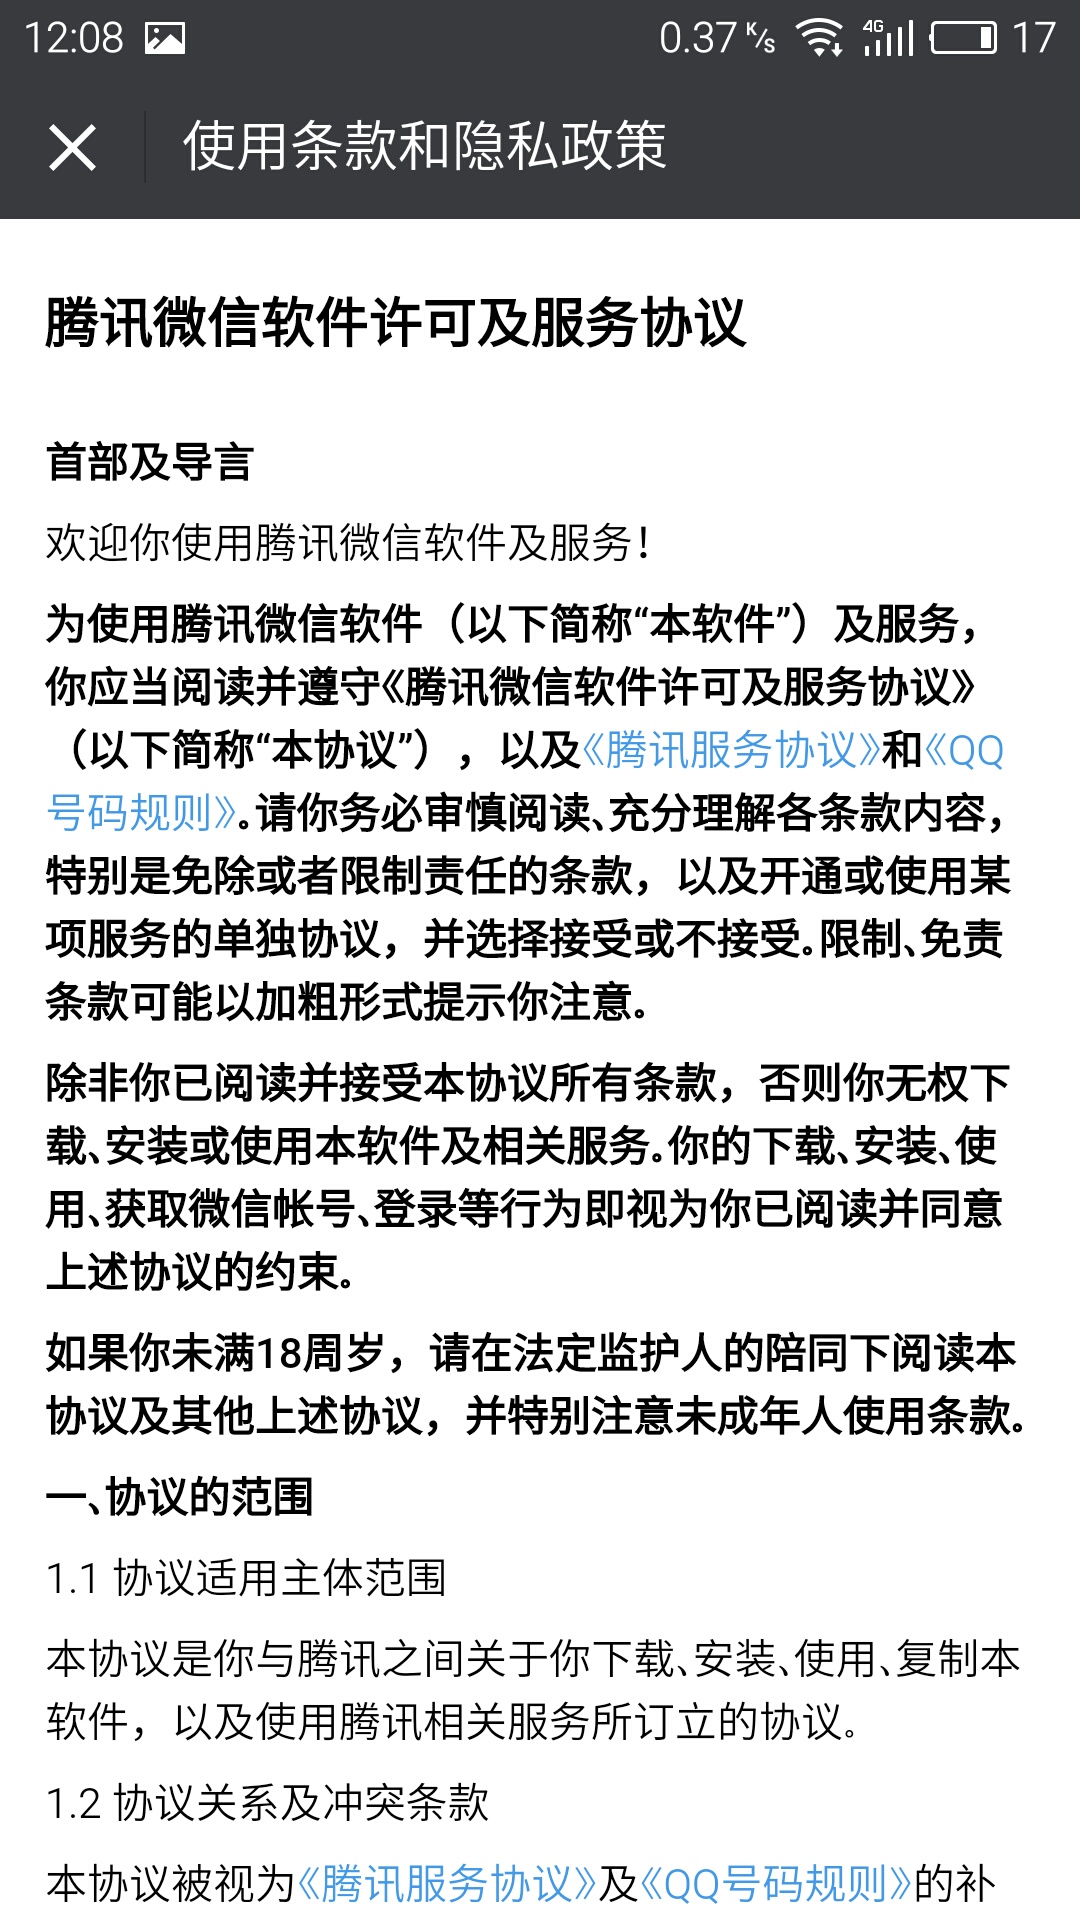 12:08 0.37 K/s 4G 17
使用条款和隐私政策
腾讯微信软件许可及服务协议
首部及导言
欢迎你使用腾讯微信软件及服务！
为使用腾讯微信软件（以下简称“本软件”）及服务，
你应当阅读并遵守《腾讯微信软件许可及服务协议》
（以下简称“本协议”），以及《腾讯服务协议》和《QQ
号码规则》。请你务必审慎阅读、充分理解各条款内容，
特别是免除或者限制责任的条款，以及开通或使用某
项服务的单独协议，并选择接受或不接受。限制、免责
条款可能以加粗形式提示你注意。
除非你已阅读并接受本协议所有条款，否则你无权下
载、安装或使用本软件及相关服务。你的下载、安装、使
用、获取微信帐号、登录等行为即视为你已阅读并同意
上述协议的约束。
如果你未满18周岁，请在法定监护人的陪同下阅读本
协议及其他上述协议，并特别注意未成年人使用条款。
一、协议的范围
1.1 协议适用主体范围
本协议是你与腾讯之间关于你下载、安装、使用、复制本
软件，以及使用腾讯相关服务所订立的协议。
1.2 协议关系及冲突条款
本协议被视为《腾讯服务协议》及《QQ号码规则》的补